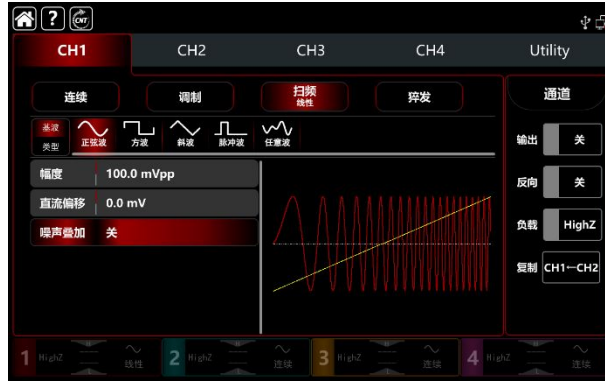 ? CNT
CH1 CH2 CH3 CH4 Utility
连续 调制 扫频 猝发 通道
线性
基波
类型 正弦波 方波 斜波 脉冲波 任意波
输出 关
幅度 100.0 mVpp
反向 关
直流偏移 0.0 mV
噪声叠加 关
负载 HighZ
复制 CH1←CH2
1 HighZ 线性 2 HighZ 连续 3 HighZ 连续 4 HighZ 连续